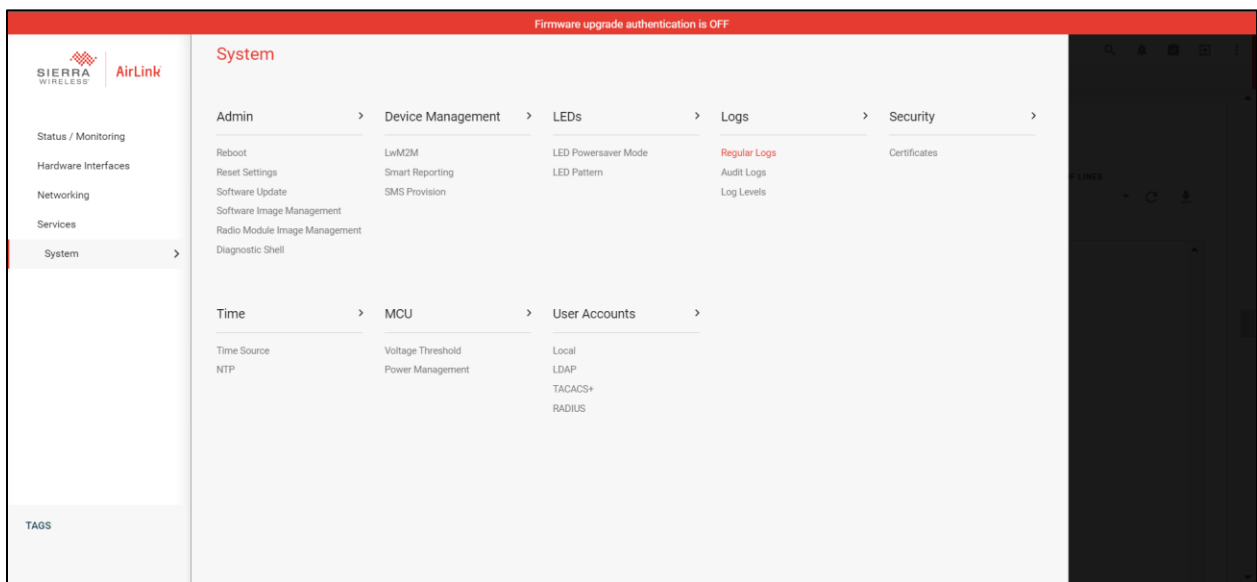 Firmware upgrade authentication is OFF
SIERRA
WIRELESS
AirLink
Status / Monitoring
Hardware Interfaces
Networking
Services
System
TAGS
System
Admin
Reboot
Reset Settings
Software Update
Software Image Management
Radio Module Image Management
Diagnostic Shell
Device Management
LwM2M
Smart Reporting
SMS Provision
LEDs
LED Powersaver Mode
LED Pattern
Logs
Regular Logs
Audit Logs
Log Levels
Security
Certificates
Time
Time Source
NTP
MCU
Voltage Threshold
Power Management
User Accounts
Local
LDAP
TACACS+
RADIUS
LINES